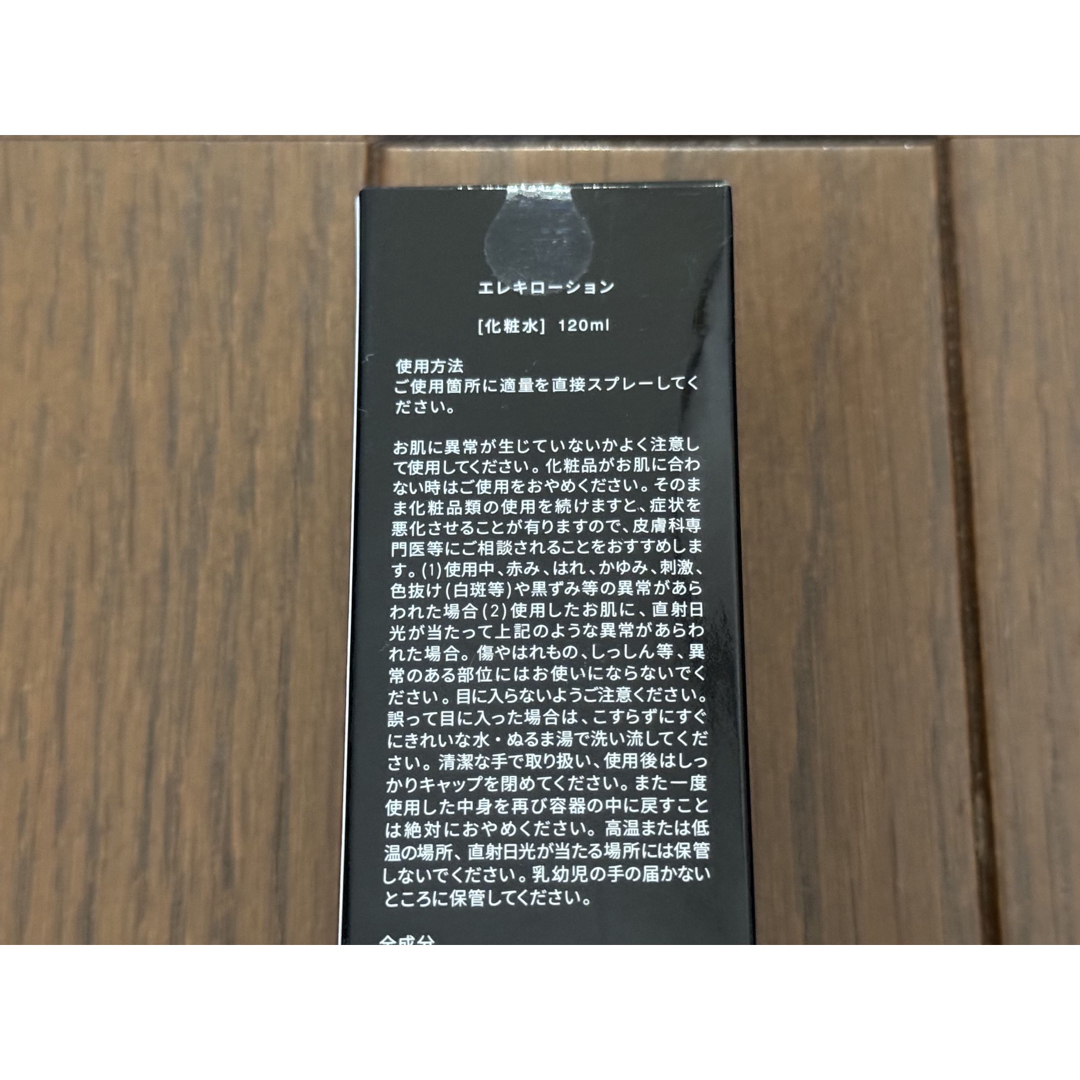 エレキローション
[化粧水] 120ml
使用方法
ご使用箇所に適量を直接スプレーしてく
ださい。
お肌に異常が生じていないかよく注意し
て使用してください。化粧品がお肌に合わ
ない時はご使用をおやめください。そのま
ま化粧品類の使用を続けますと、症状を
悪化させることが有りますので、皮膚科専
門医等にご相談されることをおすすめしま
す。(1)使用中、赤み、はれ、かゆみ、刺激、
色抜け(白斑等)や黒ずみ等の異常があら
われた場合(2)使用したお肌に、直射日
光が当たって上記のような異常があらわ
れた場合。傷やはれもの、しっしん等、異
常のある部位にはお使いにならないでく
ださい。目に入らないようご注意ください。
誤って目に入った場合は、こすらずにすぐ
にきれいな水・ぬるま湯で洗い流してくだ
さい。清潔な手で取り扱い、使用後はしっ
かりキャップを閉めてください。また一度
使用した中身を再び容器の中に戻すこと
は絶対におやめください。高温または低
温の場所、直射日光が当たる場所には保管
しないでください。乳幼児の手の届かない
ところに保管してください。
全成分